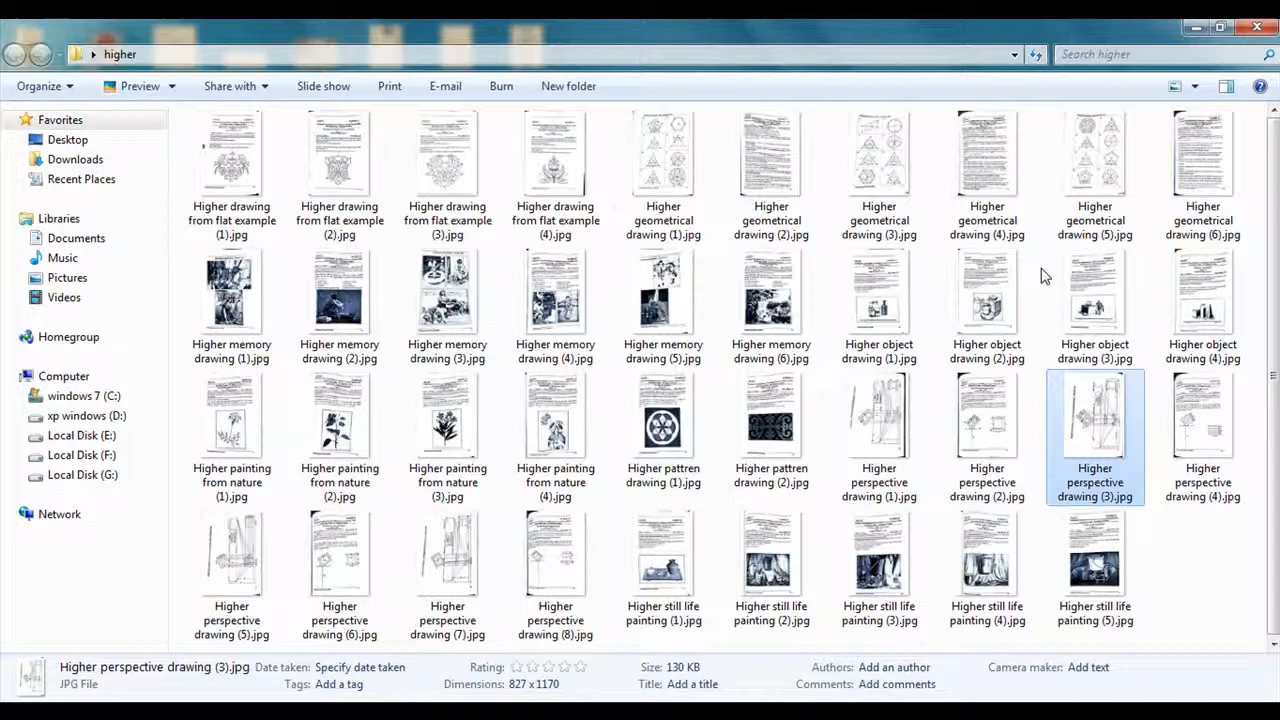 higher
Search higher
Organize
Preview
Share with
Slide show
Print
E-mail
Burn
New folder
Favorites
Desktop
Downloads
Recent Places
Libraries
Documents
Music
Pictures
Videos
Homegroup
Computer
windows 7 (C:)
xp windows (D:)
Local Disk (E:)
Local Disk (F:)
Local Disk (G:)
Network
Higher drawing
from flat example
(1).jpg
Higher drawing
from flat example
(2).jpg
Higher drawing
from flat example
(3).jpg
Higher drawing
from flat example
(4).jpg
Higher
geometrical
drawing (1).jpg
Higher
geometrical
drawing (2).jpg
Higher
geometrical
drawing (3).jpg
Higher
geometrical
drawing (4).jpg
Higher
geometrical
drawing (5).jpg
Higher
geometrical
drawing (6).jpg
Higher memory
drawing (1).jpg
Higher memory
drawing (2).jpg
Higher memory
drawing (3).jpg
Higher memory
drawing (4).jpg
Higher memory
drawing (5).jpg
Higher memory
drawing (6).jpg
Higher object
drawing (1).jpg
Higher object
drawing (2).jpg
Higher object
drawing (3).jpg
Higher object
drawing (4).jpg
Higher painting
from nature
(1).jpg
Higher painting
from nature
(2).jpg
Higher painting
from nature
(3).jpg
Higher painting
from nature
(4).jpg
Higher pattren
drawing (1).jpg
Higher pattren
drawing (2).jpg
Higher
perspective
drawing (1).jpg
Higher
perspective
drawing (2).jpg
Higher
perspective
drawing (3).jpg
Higher
perspective
drawing (4).jpg
Higher
perspective
drawing (5).jpg
Higher
perspective
drawing (6).jpg
Higher
perspective
drawing (7).jpg
Higher
perspective
drawing (8).jpg
Higher still life
painting (1).jpg
Higher still life
painting (2).jpg
Higher still life
painting (3).jpg
Higher still life
painting (4).jpg
Higher still life
painting (5).jpg
Higher perspective drawing (3).jpg Date taken: Specify date taken Rating: Size: 130 KB Authors: Add an author Camera maker: Add text
JPG File Tags: Add a tag Dimensions: 827 x 1170 Title: Add a title Comments: Add comments